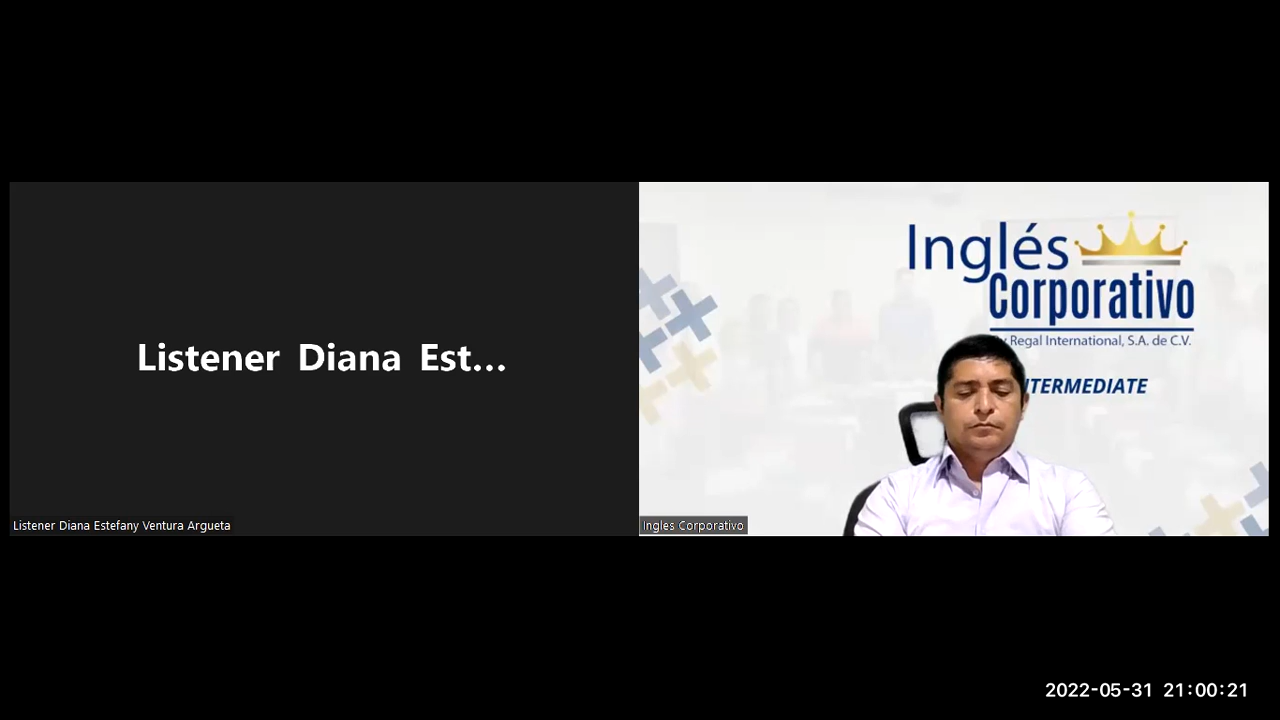 Listener Diana Est...
Listener Diana Estefany Ventura Argueta
Inglés
Corporativo
Regal International, S.A. de C.V.
Ingles Corporativo
2022-05-31 21:00:21